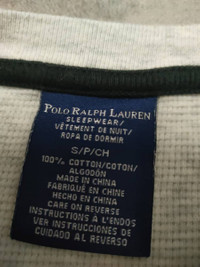 POLO RALPH LAUREN
SLEEPWEAR/
VÊTEMENT DE NUIT/
ROPA DE DORMIR
S/P/CH
100% COTTON/COTON/
ALGODÓN
MADE IN CHINA
FABRIQUÉ EN CHINE
HECHO EN CHINA
CARE ON REVERSE
INSTRUCTIONS À L'ENDOS
VER INSTRUCCIONES DE
CUIDADO AL REVERSO